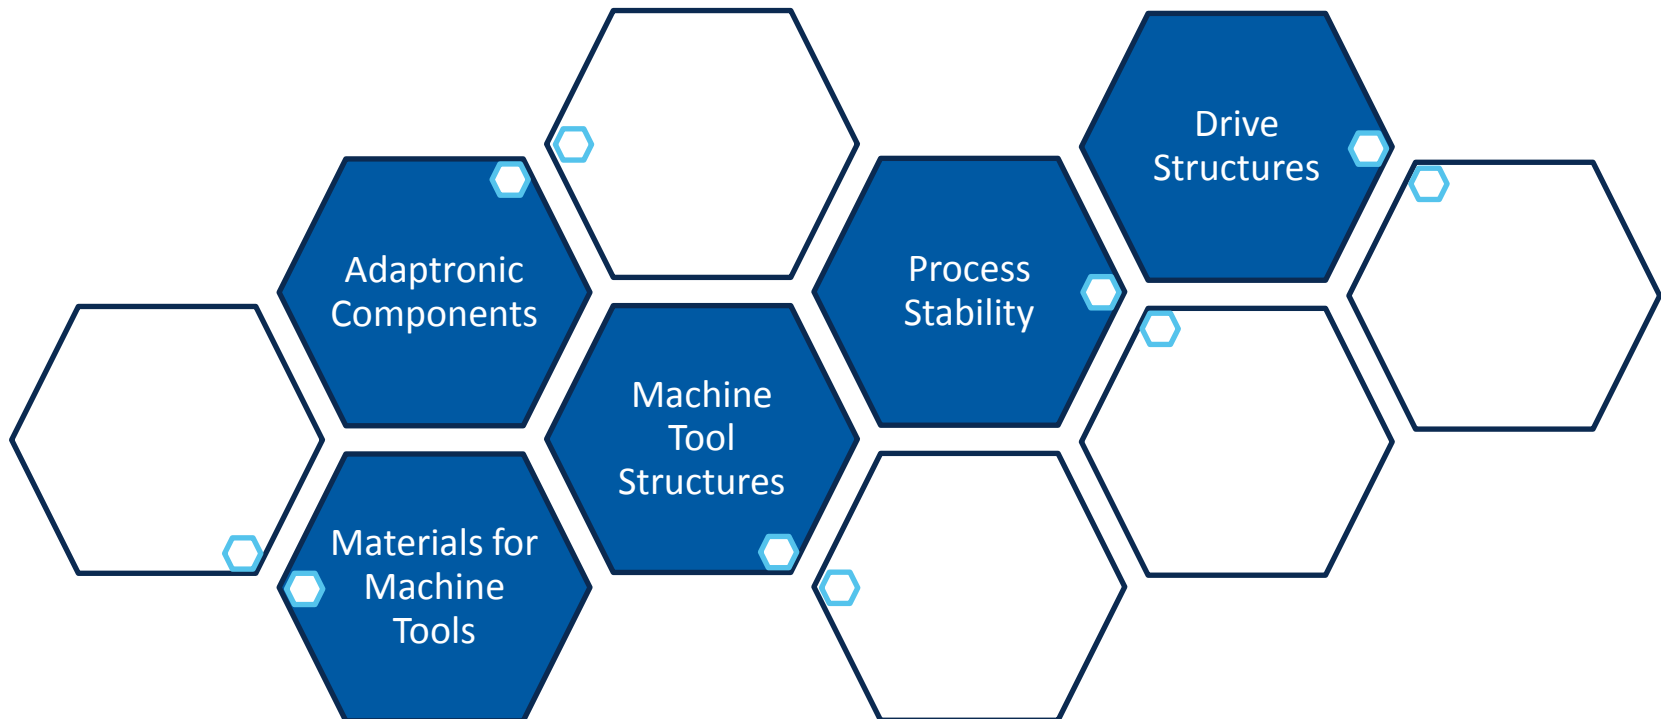 Adaptronic
Components
Materials for
Machine
Tools
Machine
Tool
Structures
Process
Stability
Drive
Structures